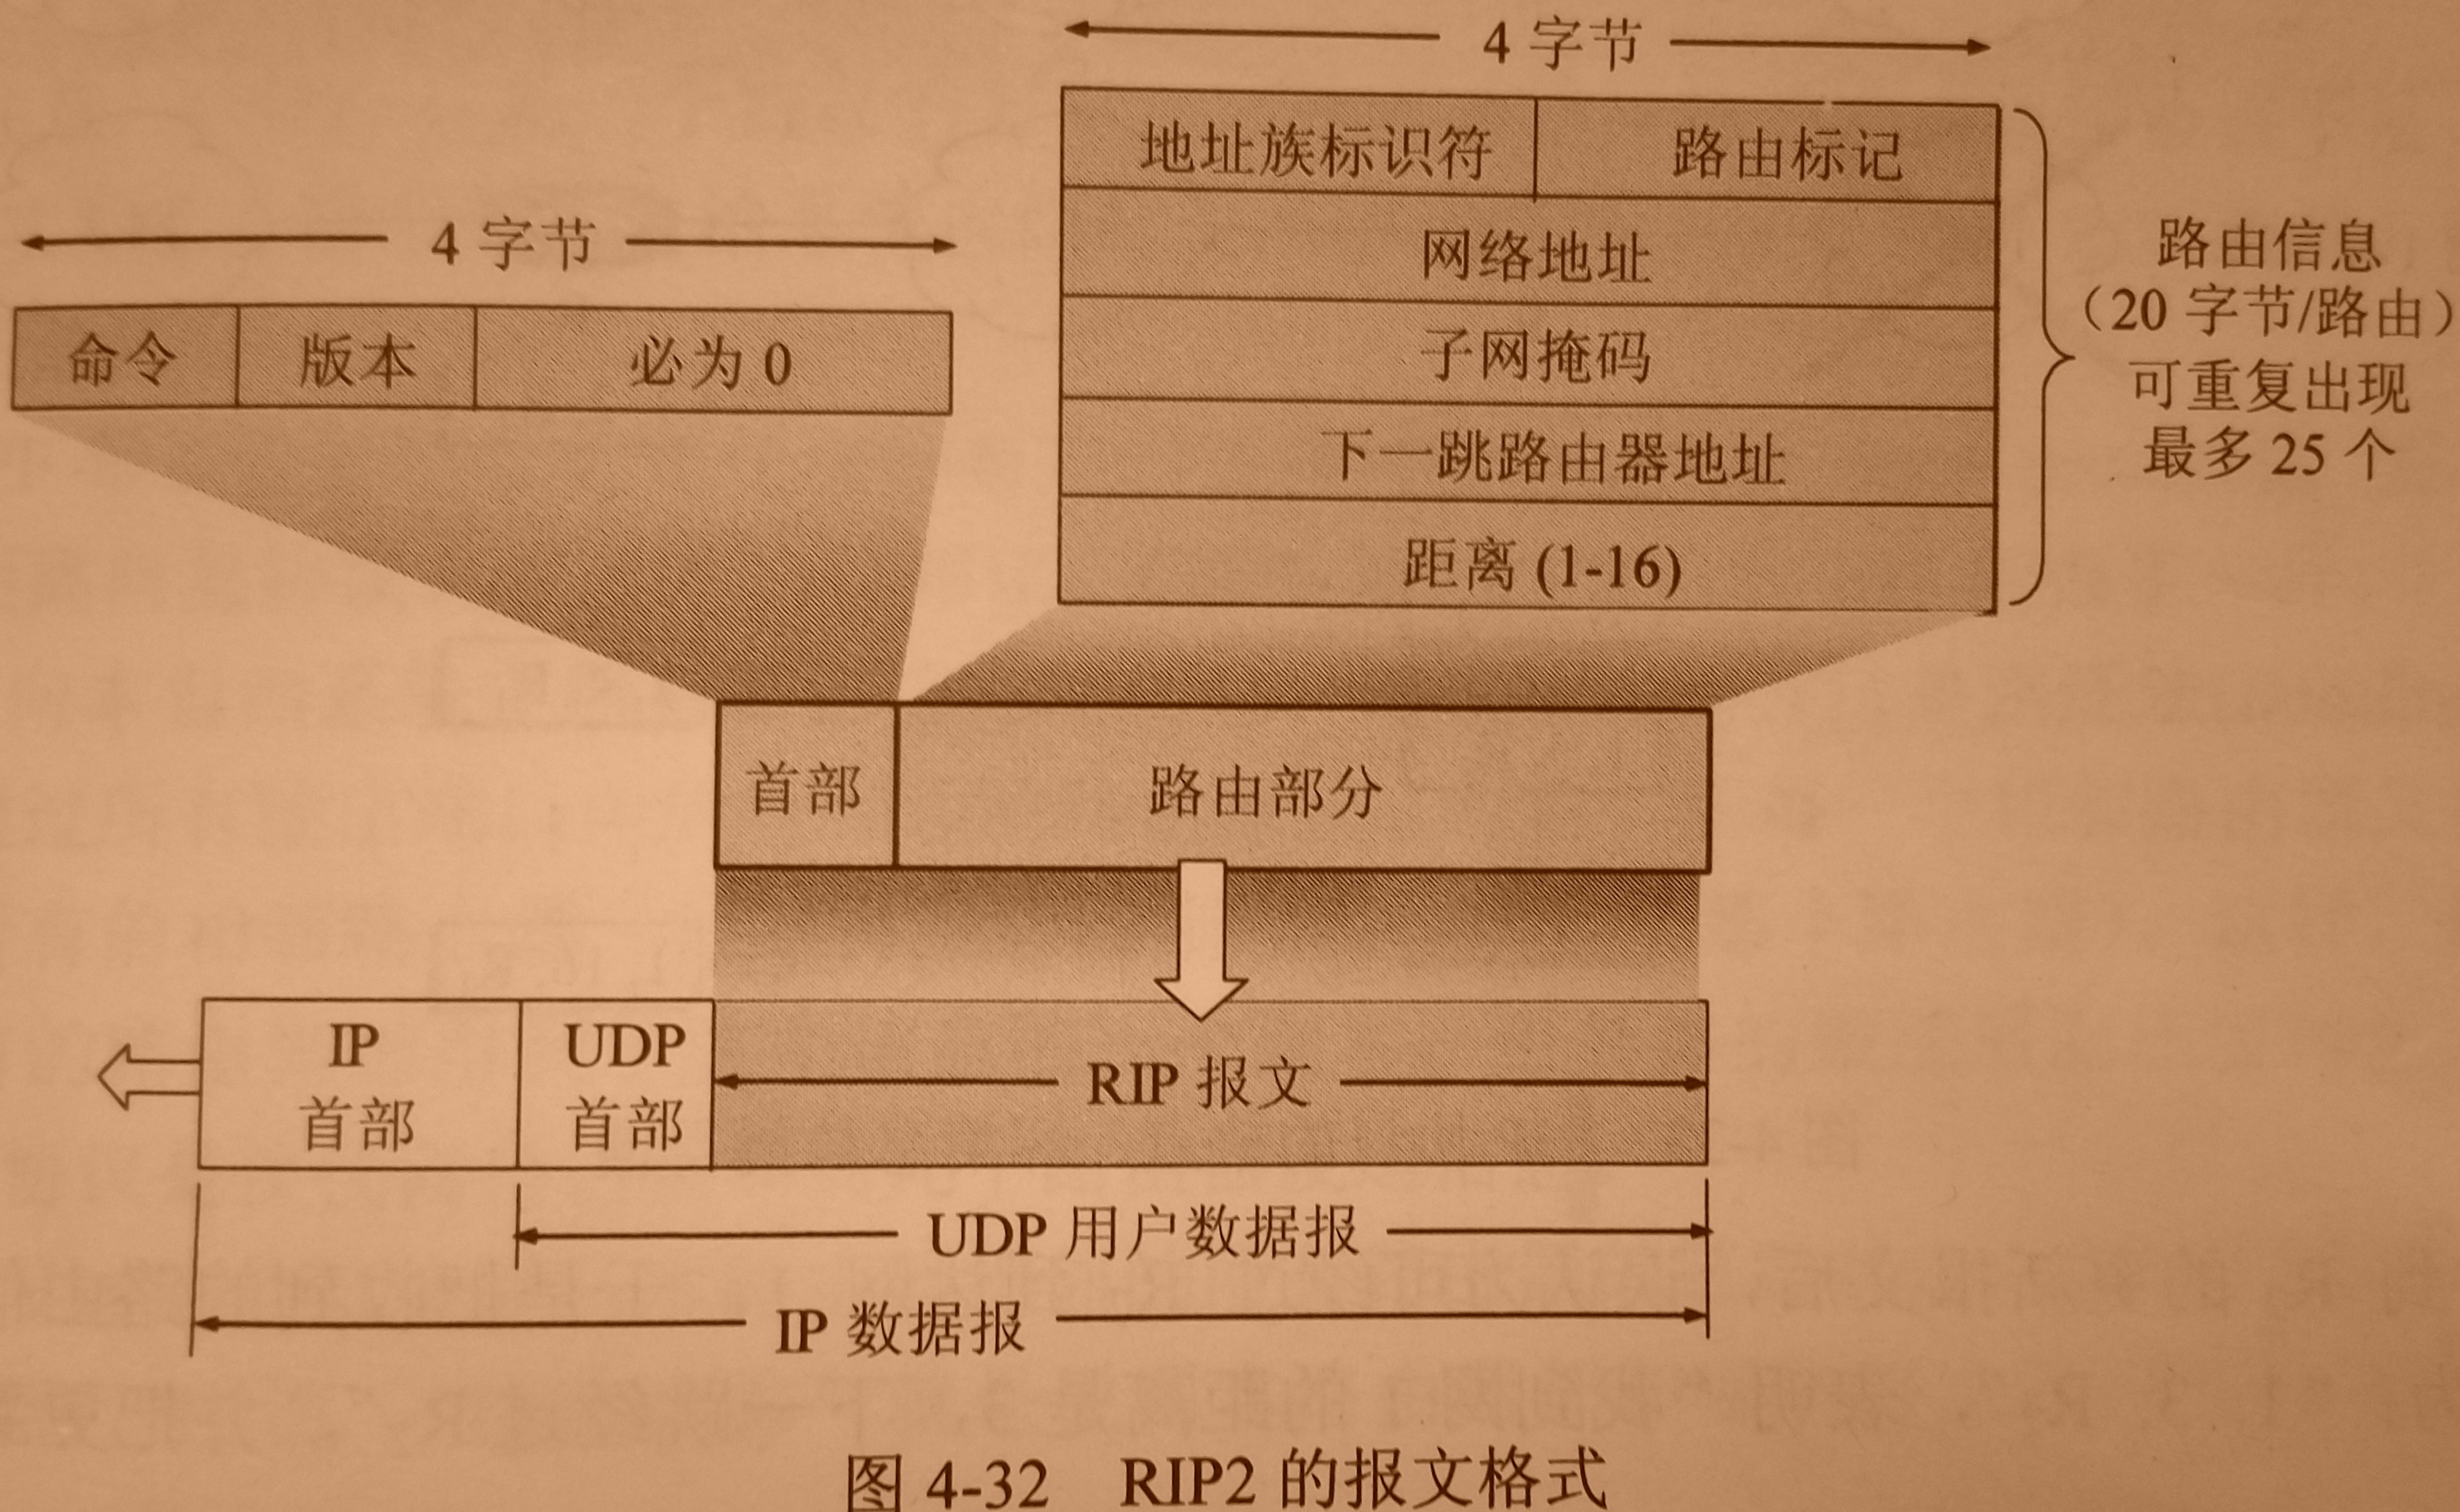 4 字节
地址族标识符 路由标记
网络地址
子网掩码
下一跳路由器地址
距离 (1-16)
路由信息
（20 字节/路由）
可重复出现
最多 25 个
4 字节
命令 版本 必为 0
首部 路由部分
IP
首部
UDP
首部
RIP 报文
UDP 用户数据报
IP 数据报
图 4-32 RIP2 的报文格式